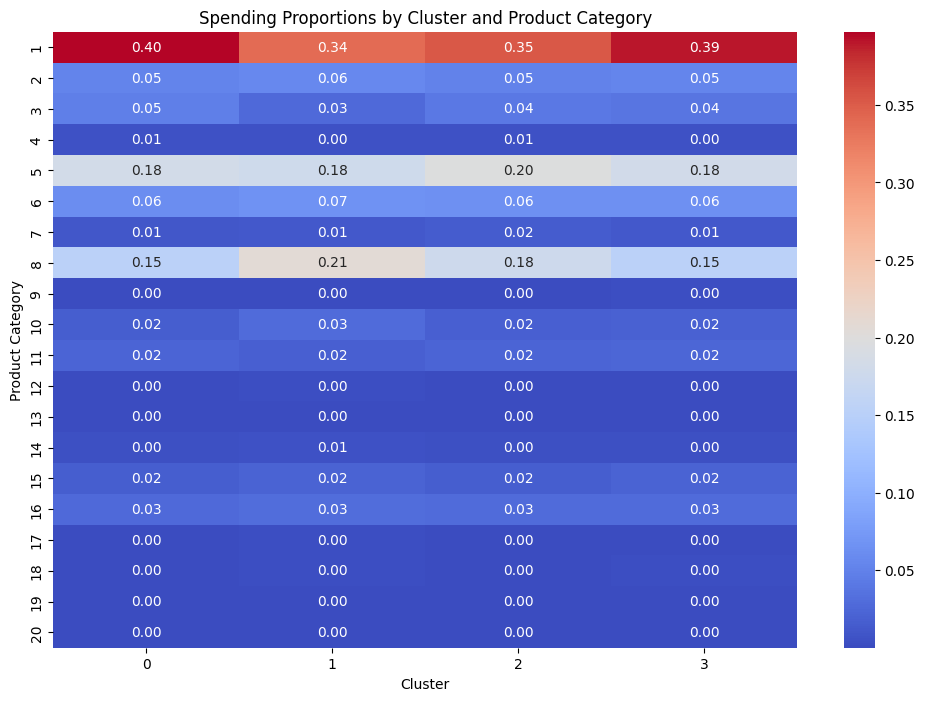 Spending Proportions by Cluster and Product Category
1 0.40 0.34 0.35 0.39
2 0.05 0.06 0.05 0.05
3 0.05 0.03 0.04 0.04
4 0.01 0.00 0.01 0.00
5 0.18 0.18 0.20 0.18
6 0.06 0.07 0.06 0.06
7 0.01 0.01 0.02 0.01
8 0.15 0.21 0.18 0.15
9 0.00 0.00 0.00 0.00
10 0.02 0.03 0.02 0.02
11 0.02 0.02 0.02 0.02
12 0.00 0.00 0.00 0.00
13 0.00 0.00 0.00 0.00
14 0.00 0.01 0.00 0.00
15 0.02 0.02 0.02 0.02
16 0.03 0.03 0.03 0.03
17 0.00 0.00 0.00 0.00
18 0.00 0.00 0.00 0.00
19 0.00 0.00 0.00 0.00
20 0.00 0.00 0.00 0.00
Product Category
0 1 2 3
Cluster
0.35
0.30
0.25
0.20
0.15
0.10
0.05